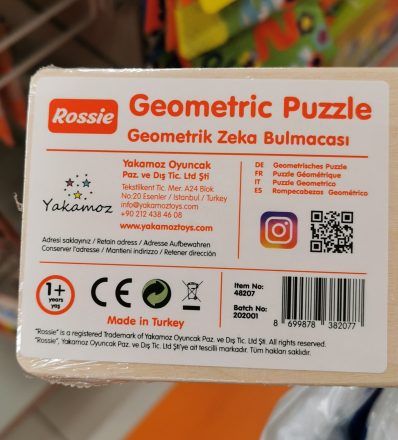 Rossie
Geometric Puzzle
Geometrik Zeka Bulmacası
Yakamoz
Yakamoz Oyuncak
Paz. ve Dış Tic. Ltd Şti
Tekstilkent Tic. Mer. A24 Blok
No:20 Esenler / Istanbul / Turkey
info@yakamoztoys.com
+90 212 438 46 08
www.yakamoztoys.com
DE Geometrisches Puzzle
FR Puzzle Géométrique
IT Puzzle Geometrico
ES Rompecabezas Geométrico
Adresi saklayınız / Retain adress / Adresse Aufbewahren
Conserver l'adresse / Mantieni indirizzo / Retener dirección
1+
years
yaş
CE
Made in Turkey
Item No:
48207
Batch No:
202001
8 699878 382077
"Rossie" is a registered Trademark of Yakamoz Oyuncak Paz. ve Dış Tic. Ltd Şti. All rights reserved.
"Rossie", Yakamoz Oyuncak Paz. ve Dış Tic. Ltd Şti'ye ait tescilli markadır. Tüm hakları saklıdır.